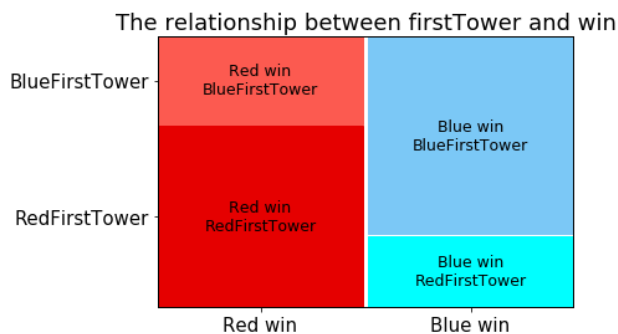 The relationship between firstTower and win
BlueFirstTower
RedFirstTower
Red win
BlueFirstTower
Blue win
BlueFirstTower
Red win
RedFirstTower
Blue win
RedFirstTower
Red win
Blue win